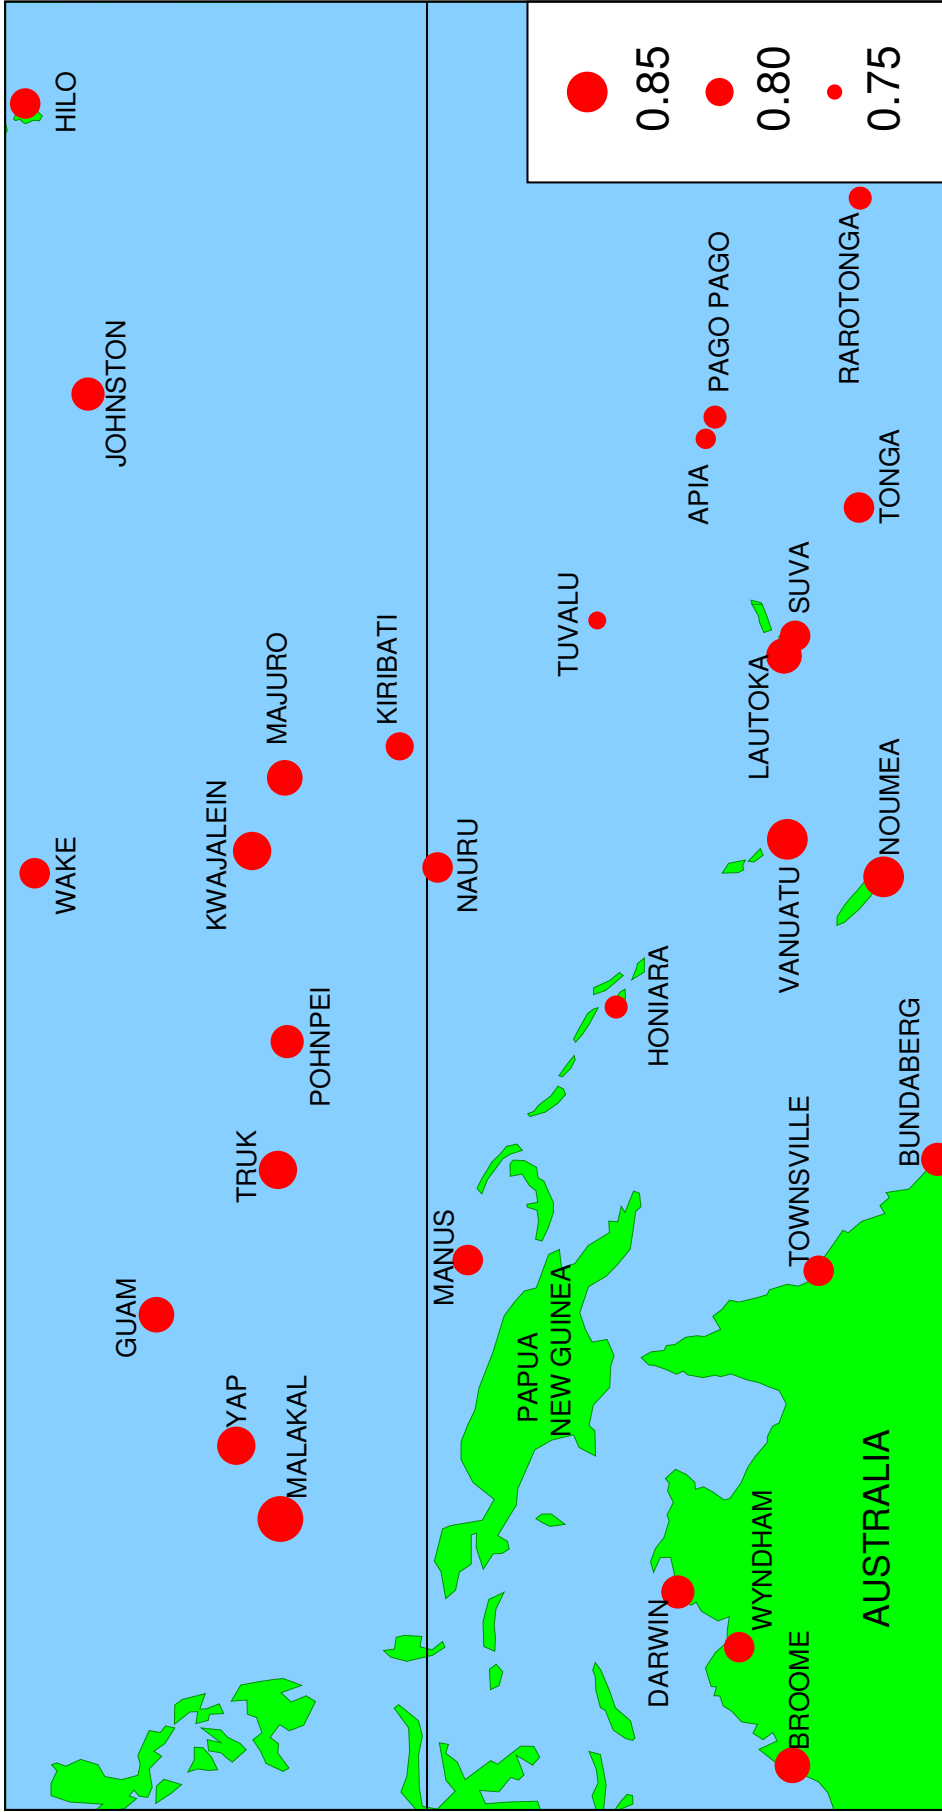 WAKE
HILO
JOHNSTON
GUAM
YAP
MALAKAL
TRUK
POHNPEI
KWAJALEIN
MAJURO
KIRIBATI
NAURU
MANUS
PAPUA
NEW GUINEA
HONIARA
TUVALU
APIA
PAGO PAGO
DARWIN
WYNDHAM
BROOME
AUSTRALIA
TOWNSVILLE
BUNDABERG
VANUATU
NOUMEA
LAUTOKA
SUVA
TONGA
RAROTONGA
0.85
0.80
0.75